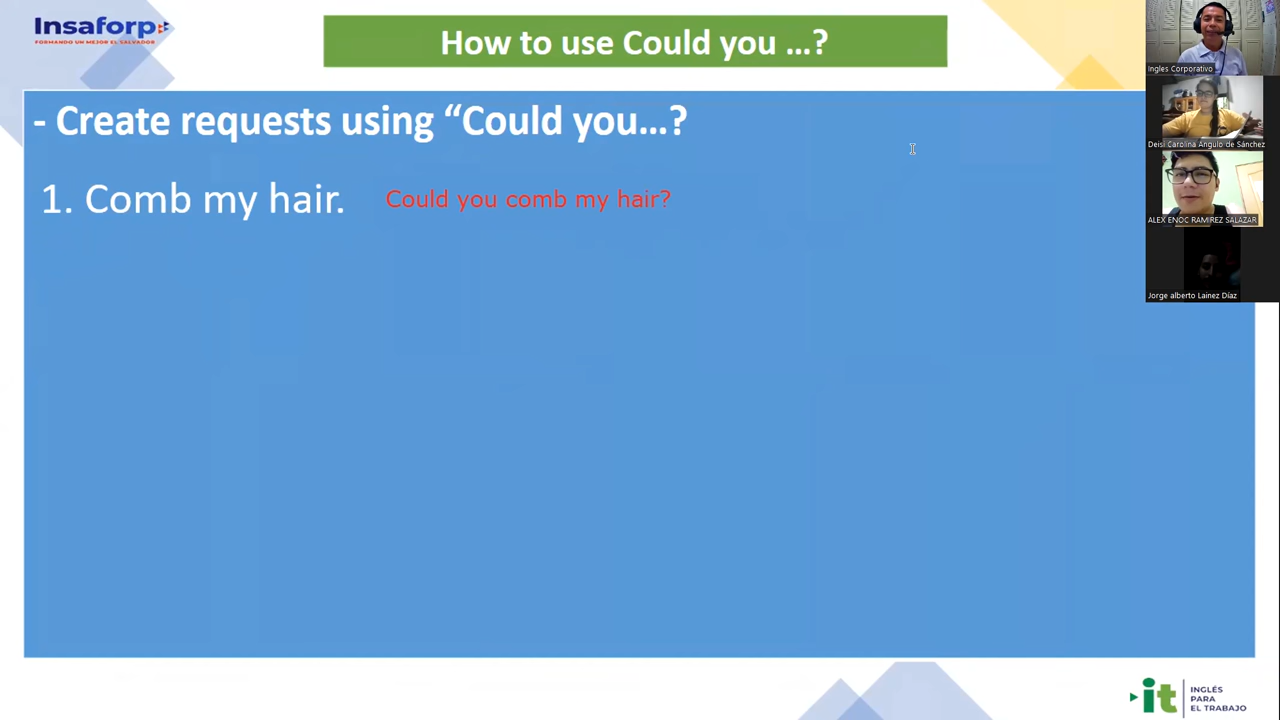 Insaforp
FORMANDO UN MEJOR EL SALVADOR
How to use Could you ...?
- Create requests using “Could you...?
1. Comb my hair.
Could you comb my hair?
Ingles Corporativo
Deisi Carolina Angulo de Sánchez
ALEX ENOC RAMIREZ SALAZAR
Jorge alberto Lainez Díaz
it
INGLÉS
PARA
EL TRABAJO